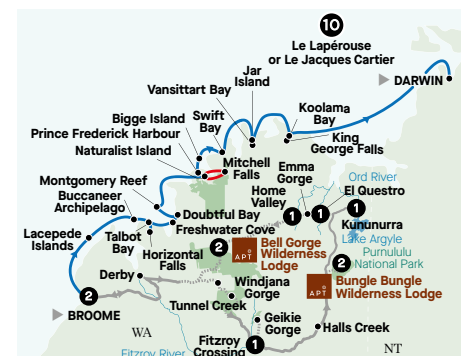 10
Le Lapérouse
or Le Jacques Cartier
DARWIN
Jar
Island
Vansittart Bay
Swift
Bay
Bigge Island
Prince Frederick Harbour
Naturalist Island
Koolama
Bay
King
George Falls
Mitchell
Falls
Emma
Gorge
Home
Valley
Ord River
El Questro
1
1
1
Kununurra
Lake Argyle
Purnululu
National Park
Montgomery Reef
Buccaneer
Archipelago
Doubtful Bay
Freshwater Cove
Lacepede
Islands
Talbot
Bay
Horizontal
Falls
2
APT
Bell Gorge
Wilderness
Lodge
2
APT
Bungle Bungle
Wilderness Lodge
Derby
Windjana
Gorge
Tunnel Creek
2
BROOME
Geikie
Gorge
Halls Creek
WA
NT
Fitzroy River
Fitzroy
Crossing
1